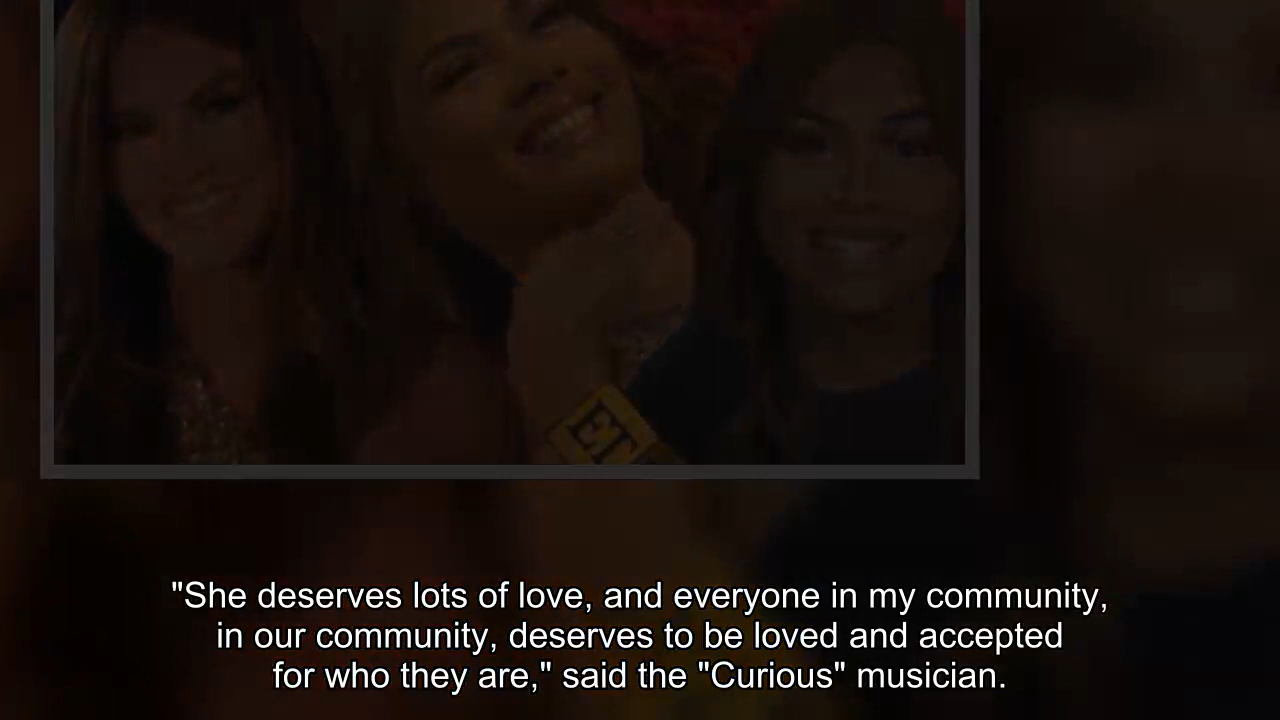 ET
"She deserves lots of love, and everyone in my community,
in our community, deserves to be loved and accepted
for who they are," said the "Curious" musician.